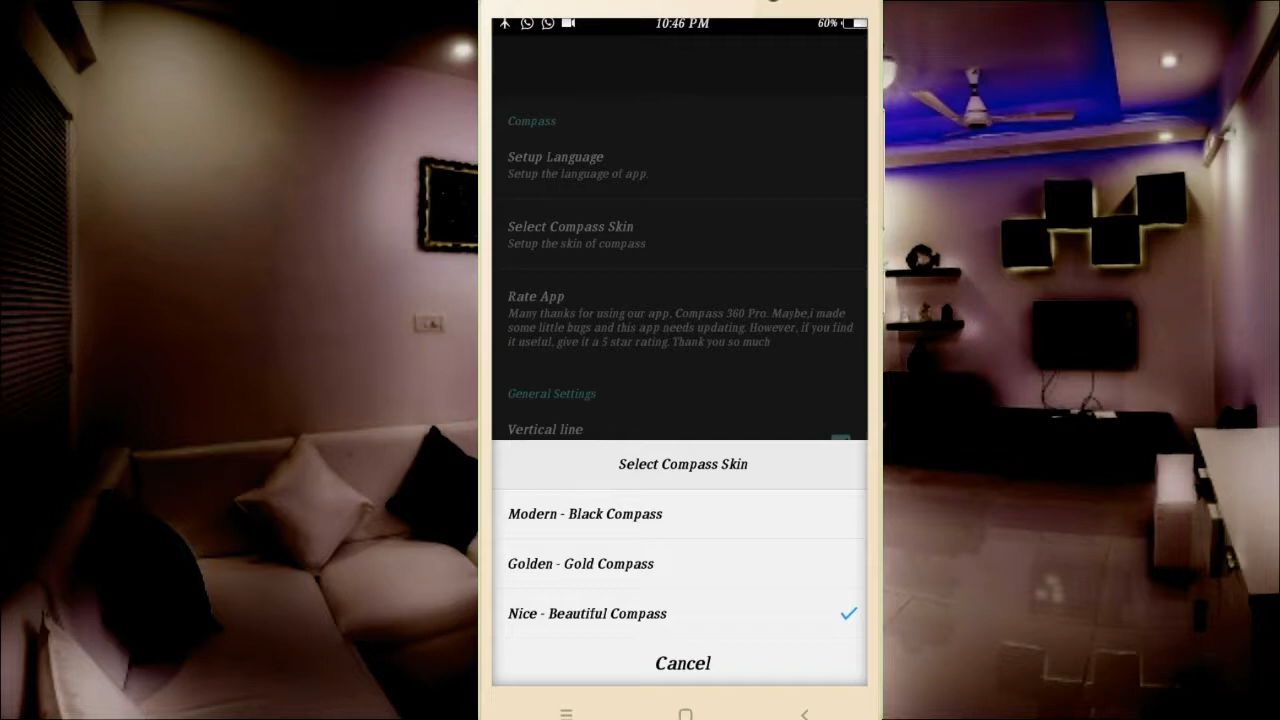 10:46 PM
60%
Compass
Setup Language
Setup the language of app.
Select Compass Skin
Setup the skin of compass
Rate App
Many thanks for using our app, Compass 360 Pro. Maybe,i made
some little bugs and this app needs updating. However, if you find
it useful, give it a 5 star rating. Thank you so much
General Settings
Vertical line
Select Compass Skin
Modern - Black Compass
Golden - Gold Compass
Nice - Beautiful Compass
Cancel